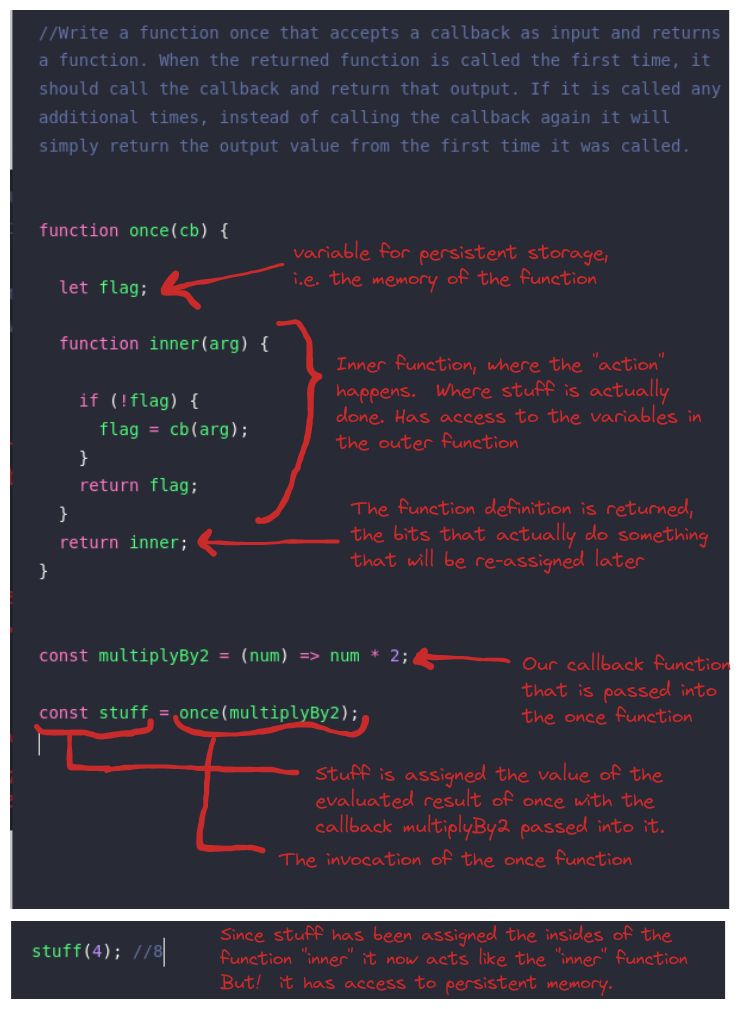 //Write a function once that accepts a callback as input and returns
a function. When the returned function is called the first time, it
should call the callback and return that output. If it is called any
additional times, instead of calling the callback again it will
simply return the output value from the first time it was called.
function once(cb) {
variable for persistent storage,
i.e. the memory of the function
let flag;
function inner(arg) {
Inner function, where the "action"
happens. Where stuff is actually
done. Has access to the variables in
the outer function
if (!flag) {
flag = cb(arg);
}
return flag;
}
The function definition is returned,
the bits that actually do something
that will be re-assigned later
return inner;
}
const multiplyBy2 = (num) => num * 2;
Our callback function
that is passed into
the once function
const stuff = once(multiplyBy2);
Stuff is assigned the value of the
evaluated result of once with the
callback multiplyBy2 passed into it.
The invocation of the once function
stuff(4); //8
Since stuff has been assigned the insides of the
function "inner" it now acts like the "inner" function
But! it has access to persistent memory.